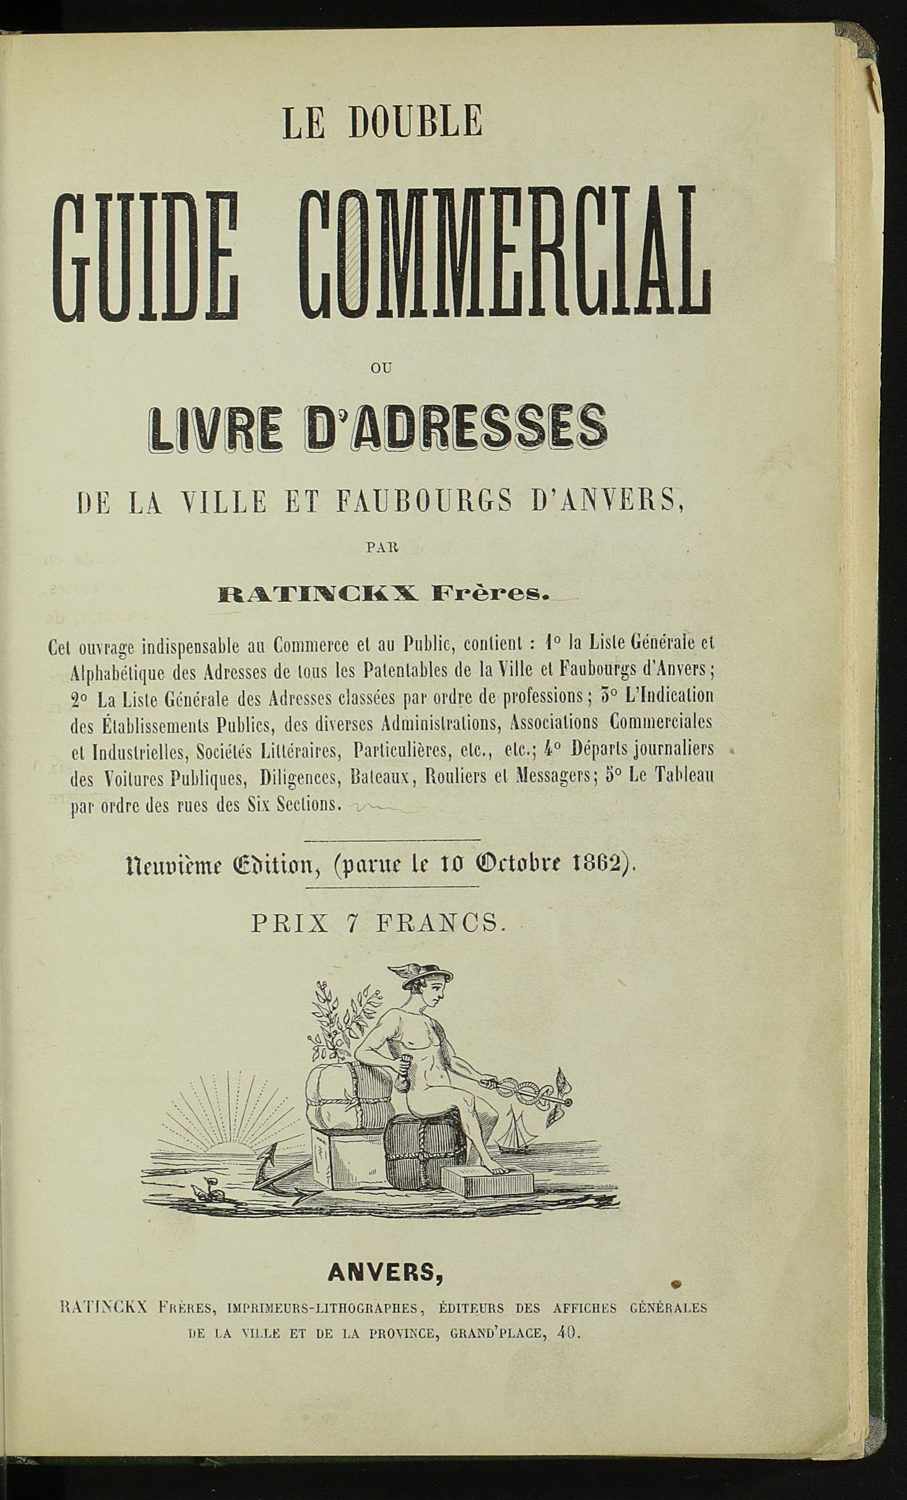 LE DOUBLE
GUIDE COMMERCIAL
OU
LIVRE D'ADRESSES
DE LA VILLE ET FAUBOURGS D'ANVERS,
PAR
RATINCKX Frères.
Cet ouvrage indispensable au Commerce et au Public, contient : 1º la Liste Générale et
Alphabétique des Adresses de tous les Patentables de la Ville et Faubourgs d'Anvers ;
2º La Liste Générale des Adresses classées par ordre de professions ; 3º L'Indication
des Établissements Publics, des diverses Administrations, Associations Commerciales
et Industrielles, Sociétés Littéraires, Particulières, etc., etc.; 4º Départs journaliers
des Voitures Publiques, Diligences, Bateaux, Rouliers et Messagers ; 5º Le Tableau
par ordre des rues des Six Sections.
Neuvième Edition, (parue le 10 Octobre 1862).
PRIX 7 FRANCS.
ANVERS,
RATINCKX FRÈRES, IMPRIMEURS-LITHOGRAPHES, ÉDITEURS DES AFFICHES GÉNÉRALES
DE LA VILLE ET DE LA PROVINCE, GRAND'PLACE, 40.